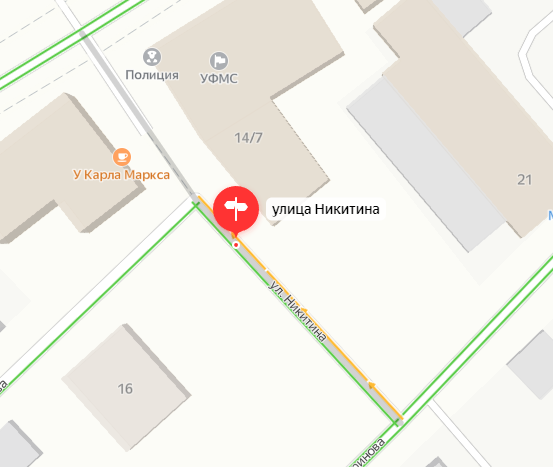 Полиция
УФМС
14/7
У Карла Маркса
21
улица Никитина
ул. Никитина
16